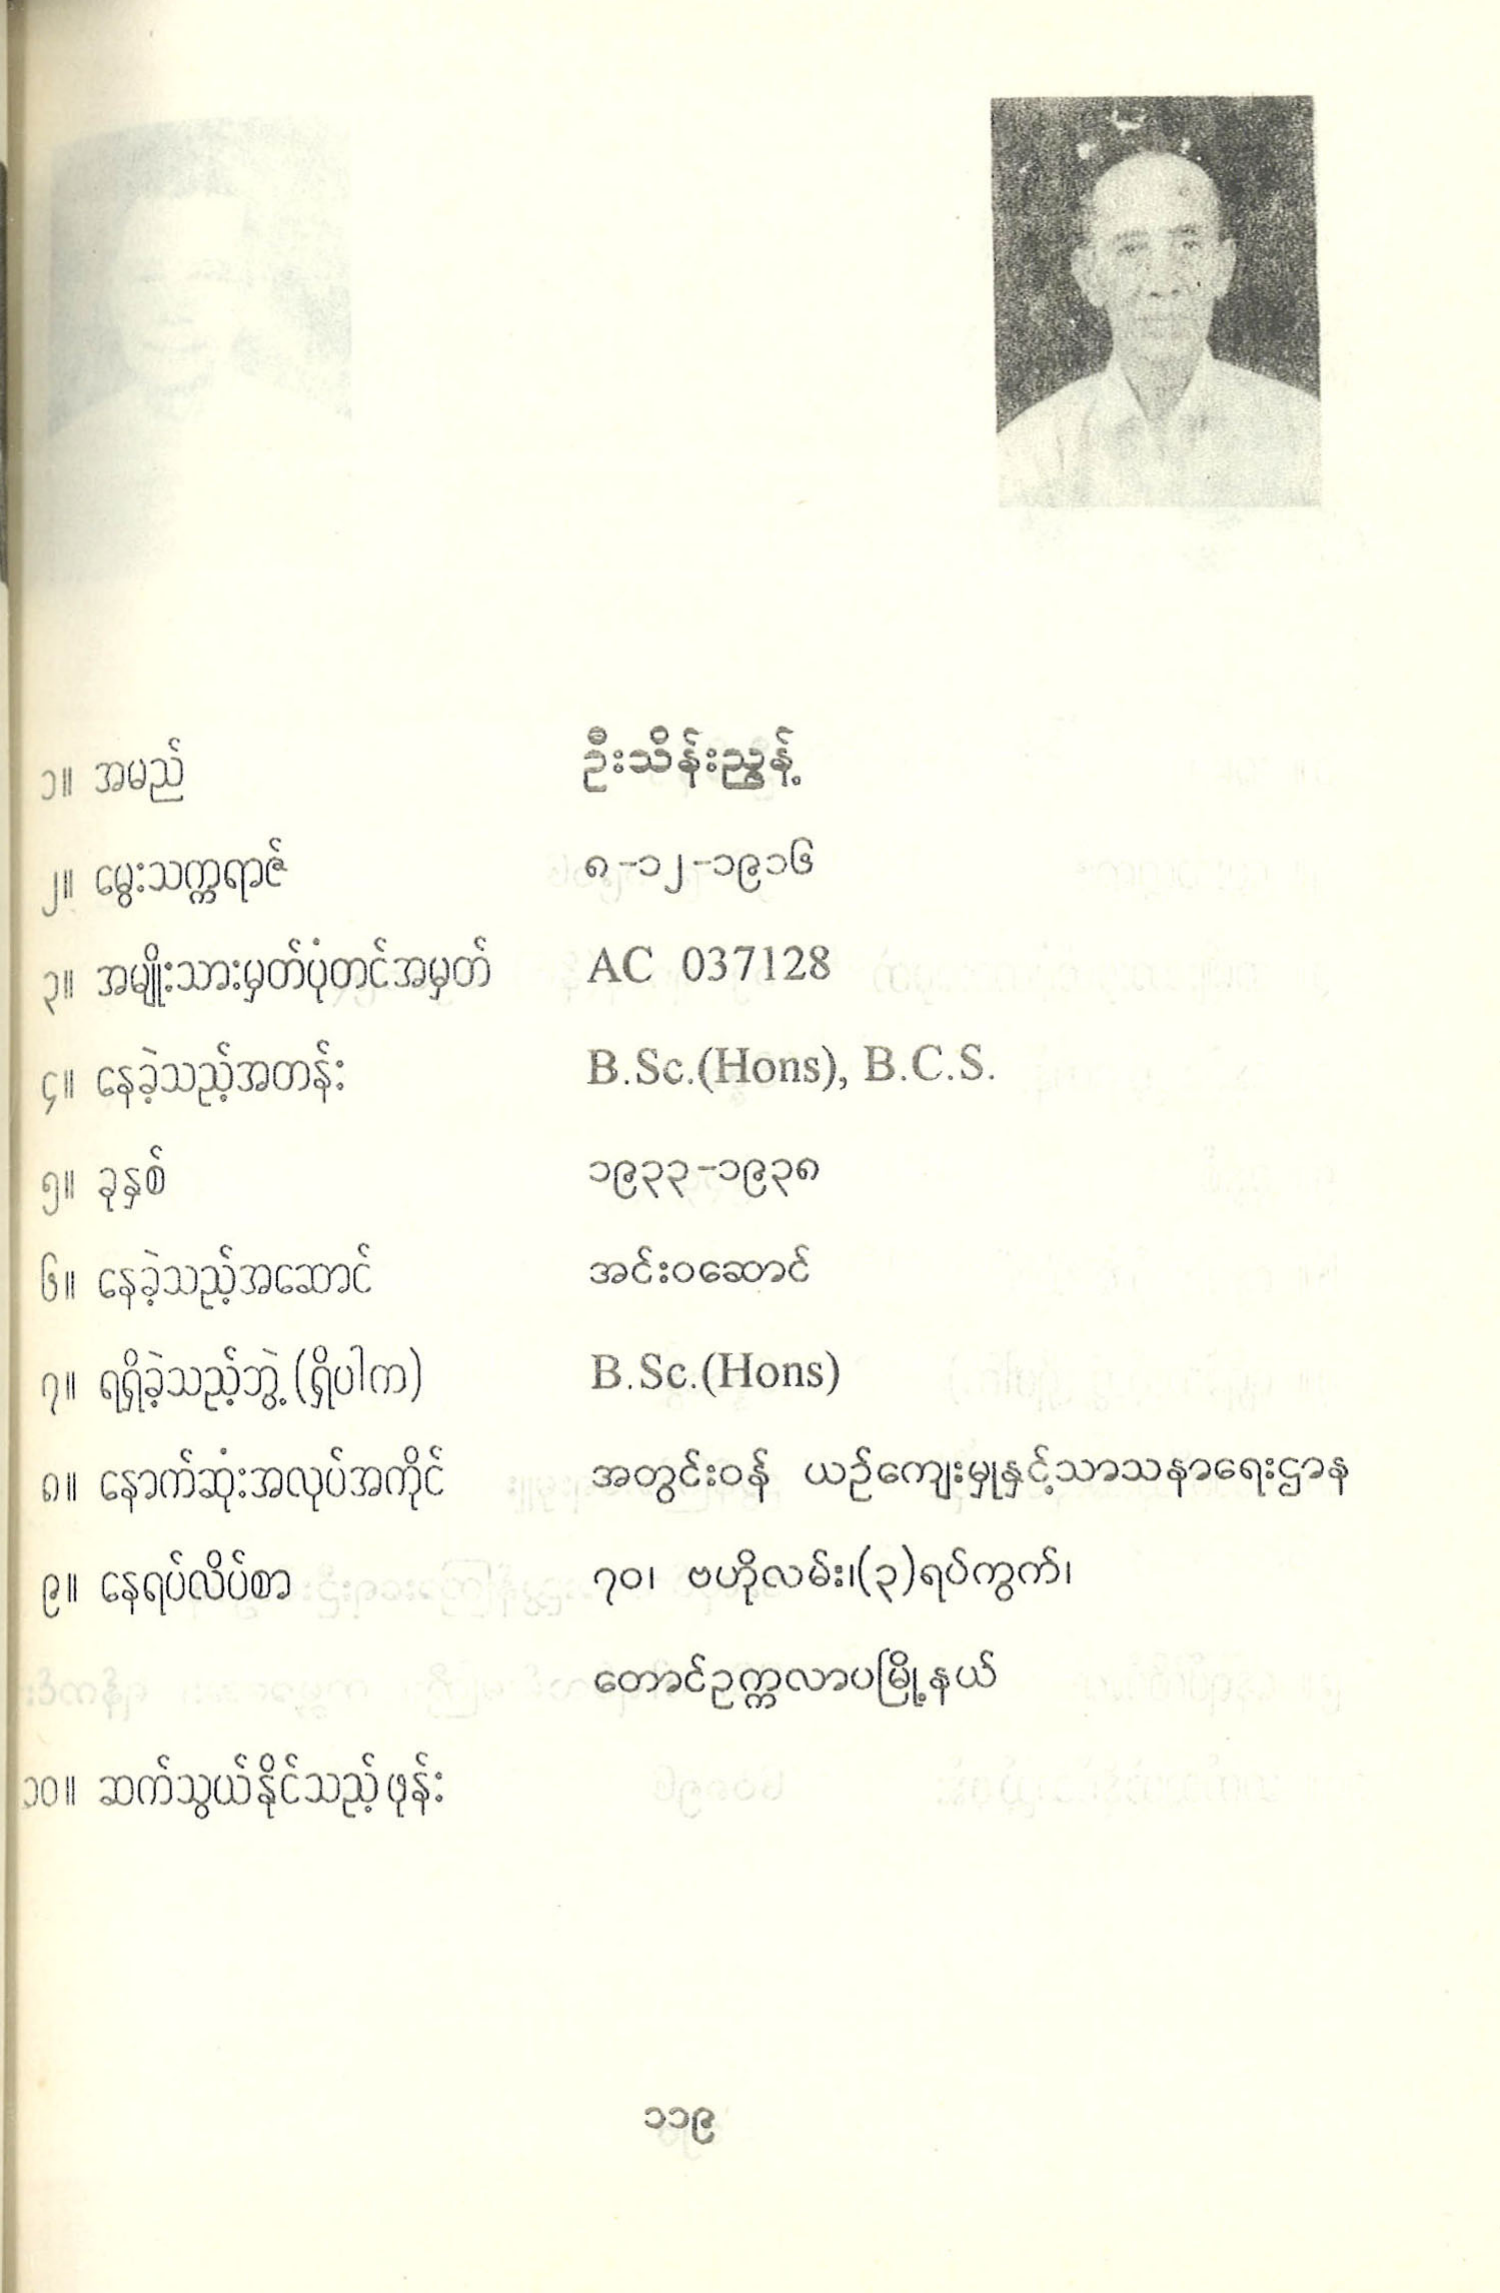 ၁။ အမည် ဦးသိန်းညွန့်
၂။ မွေးသက္ကရာဇ် ၈-၁၂-၁၉၁၆
၃။ အမျိုးသားမှတ်ပုံတင်အမှတ် AC 037128
၄။ နေခဲ့သည့်အတန်း B.Sc.(Hons), B.C.S.
၅။ ခုနှစ် ၁၉၃၃-၁၉၃၈
၆။ နေခဲ့သည့်အဆောင် အင်းဝဆောင်
၇။ ရရှိခဲ့သည့်ဘွဲ့(ရှိပါက) B.Sc.(Hons)
၈။ နောက်ဆုံးအလုပ်အကိုင် အတွင်းဝန် ယဉ်ကျေးမှုနှင့်သာသနာရေးဌာန
၉။ နေရပ်လိပ်စာ ၇၀၊ ဗဟိုလမ်း၊(၃)ရပ်ကွက်၊
တောင်ဥက္ကလာပမြို့နယ်
၁၀။ ဆက်သွယ်နိုင်သည့်ဖုန်း
၁၁၉